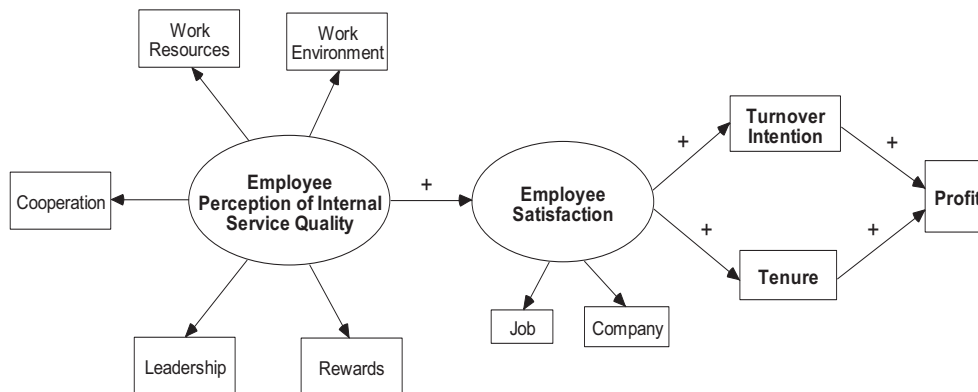 Work
Resources
Work
Environment
Turnover
Intention
+
+
Cooperation
Employee
Perception of Internal
Service Quality
+
Employee
Satisfaction
Profit
+
+
Tenure
Job
Company
Leadership
Rewards